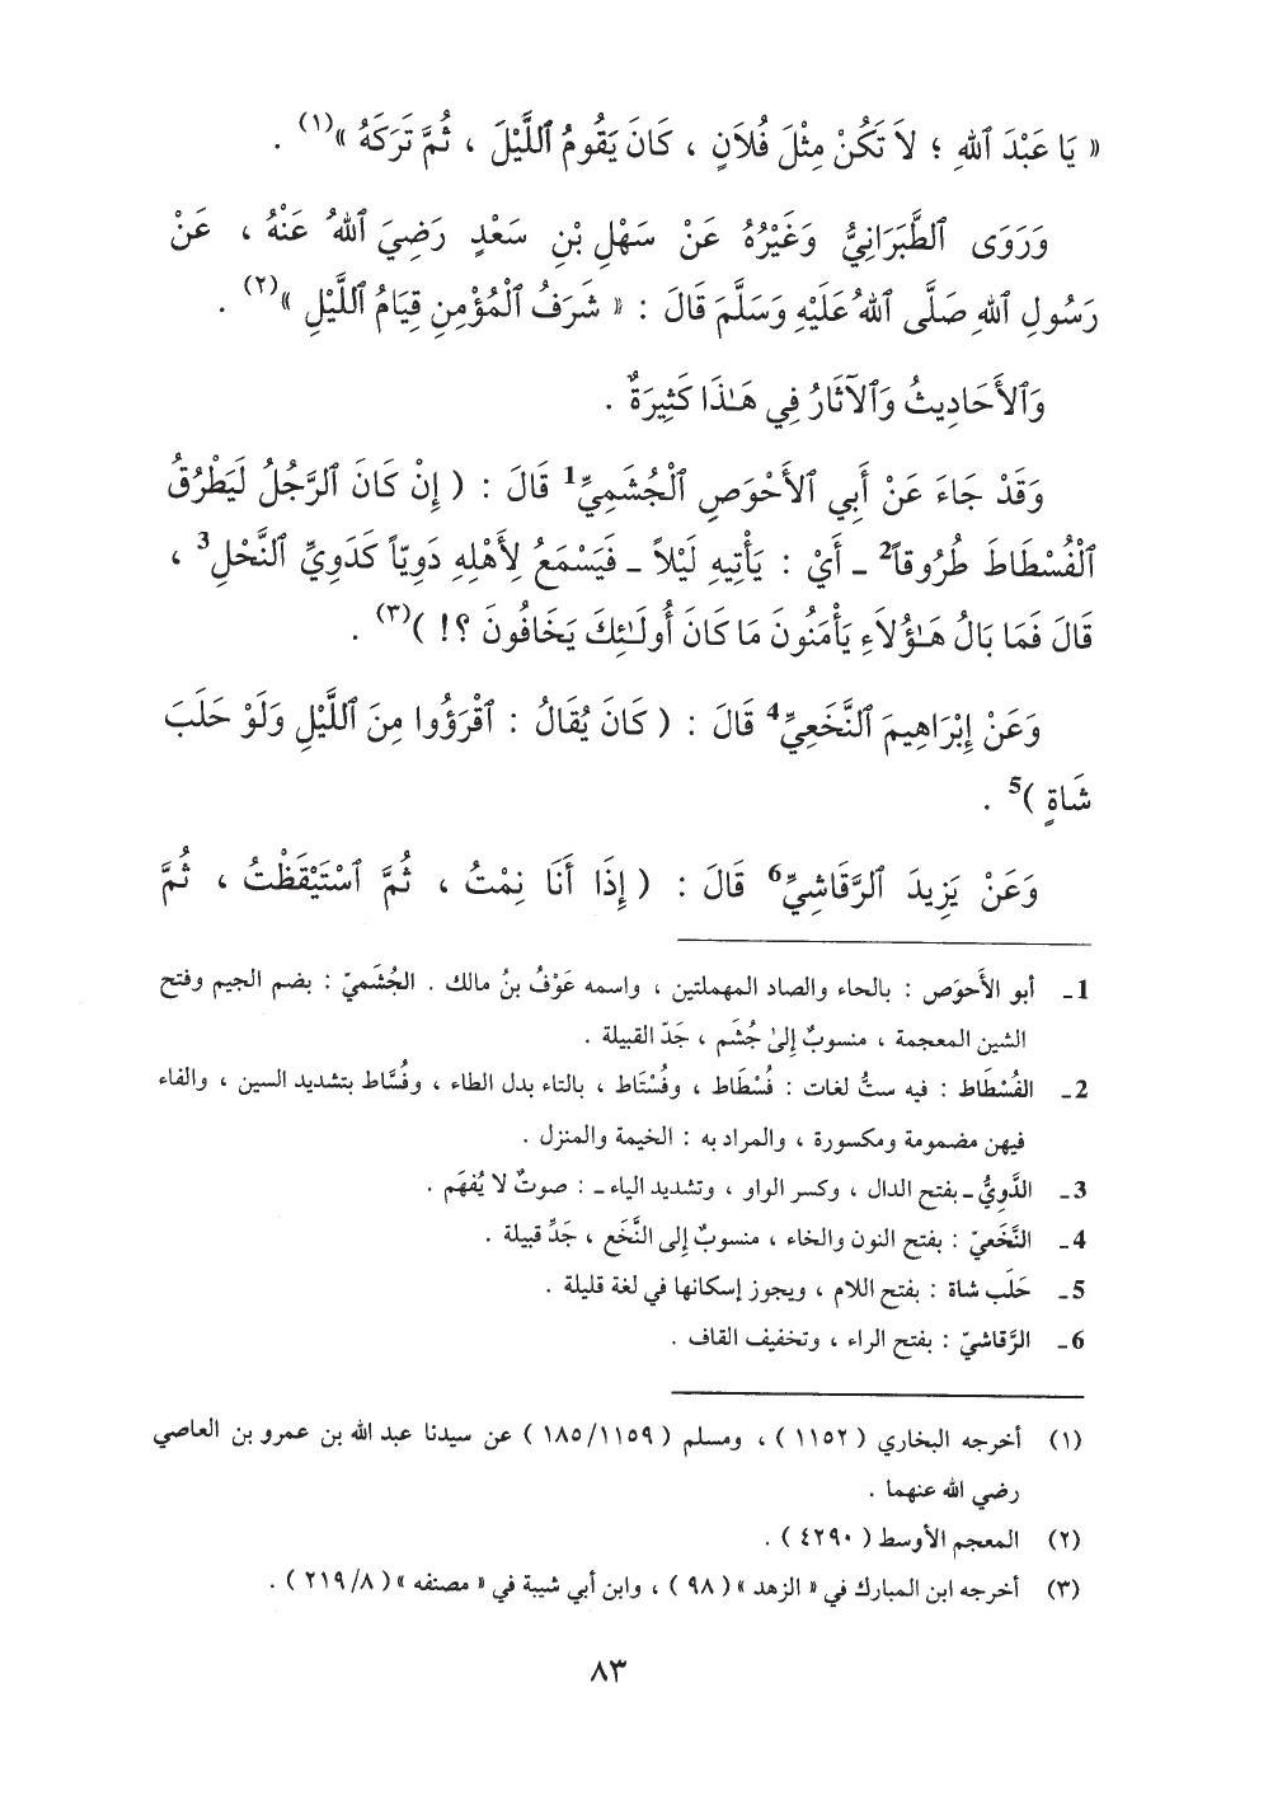 « يَا عَبْدَ ٱللهِ ؛ لاَ تَكُنْ مِثْلَ فُلاَنٍ ، كَانَ يَقُومُ ٱللَّيْلَ ، ثُمَّ تَرَكَهُ »(١) .
وَرَوَى ٱلطَّبَرَانِيُّ وَغَيْرُهُ عَنْ سَهْلِ بْنِ سَعْدٍ رَضِيَ ٱللهُ عَنْهُ ، عَنْ
رَسُولِ ٱللهِ صَلَّى ٱللهُ عَلَيْهِ وَسَلَّمَ قَالَ : « شَرَفُ ٱلْمُؤْمِنِ قِيَامُ ٱللَّيْلِ »(٢) .
وَٱلأَحَادِيثُ وَٱلآثَارُ فِي هَـٰذَا كَثِيرَةٌ .
وَقَدْ جَاءَ عَنْ أَبِي ٱلأَحْوَصِ ٱلْجُشَمِيِّ1 قَالَ : ( إِنْ كَانَ ٱلرَّجُلُ لَيَطْرُقُ
ٱلْفُسْطَاطَ طُرُوقاً2 ـ أَيْ : يَأْتِيهِ لَيْلاً ـ فَيَسْمَعُ لِأَهْلِهِ دَوِيّاً كَدَوِيِّ ٱلنَّحْلِ3 ،
قَالَ فَمَا بَالُ هَـٰؤُلاَءِ يَأْمَنُونَ مَا كَانَ أُولَـٰئِكَ يَخَافُونَ ؟! )(٣) .
وَعَنْ إِبْرَاهِيمَ ٱلنَّخَعِيِّ4 قَالَ : ( كَانَ يُقَالُ : ٱقْرَؤُوا مِنَ ٱللَّيْلِ وَلَوْ حَلَبَ
شَاةٍ )5 .
وَعَنْ يَزِيدَ ٱلرَّقَاشِيِّ6 قَالَ : ( إِذَا أَنَا نِمْتُ ، ثُمَّ ٱسْتَيْقَظْتُ ، ثُمَّ
1ـ أبو الأَحوَص : بالحاء والصاد المهملتين ، واسمه عَوْفُ بنُ مالك . الجُشَميّ : بضم الجيم وفتح
الشين المعجمة ، منسوبٌ إِلىٰ جُشَم ، جَدّ القبيلة .
2ـ الفُسْطَاط : فيه ستُّ لغات : فُسْطَاط ، وفُسْتَاط ، بالتاء بدل الطاء ، وفُسَّاط بتشديد السين ، والفاء
فيهن مضمومة ومكسورة ، والمراد به : الخيمة والمنزل .
3ـ الدَّوِيُّ ـ بفتح الدال ، وكسر الواو ، وتشديد الياء ـ : صوتٌ لا يُفهَم .
4ـ النَّخَعيّ : بفتح النون والخاء ، منسوبٌ إِلى النَّخَع ، جَدِّ قبيلة .
5ـ حَلَب شاة : بفتح اللام ، ويجوز إسكانها في لغة قليلة .
6ـ الرَّقاشيّ : بفتح الراء ، وتخفيف القاف .
(١) أخرجه البخاري ( ١١٥٢ ) ، ومسلم ( ١٨٥/١١٥٩ ) عن سيدنا عبد الله بن عمرو بن العاصي
رضي الله عنهما .
(٢) المعجم الأوسط ( ٤٢٩٠ ) .
(٣) أخرجه ابن المبارك في « الزهد » ( ٩٨ ) ، وابن أبي شيبة في « مصنفه » ( ٢١٩/٨ ) .
٨٣